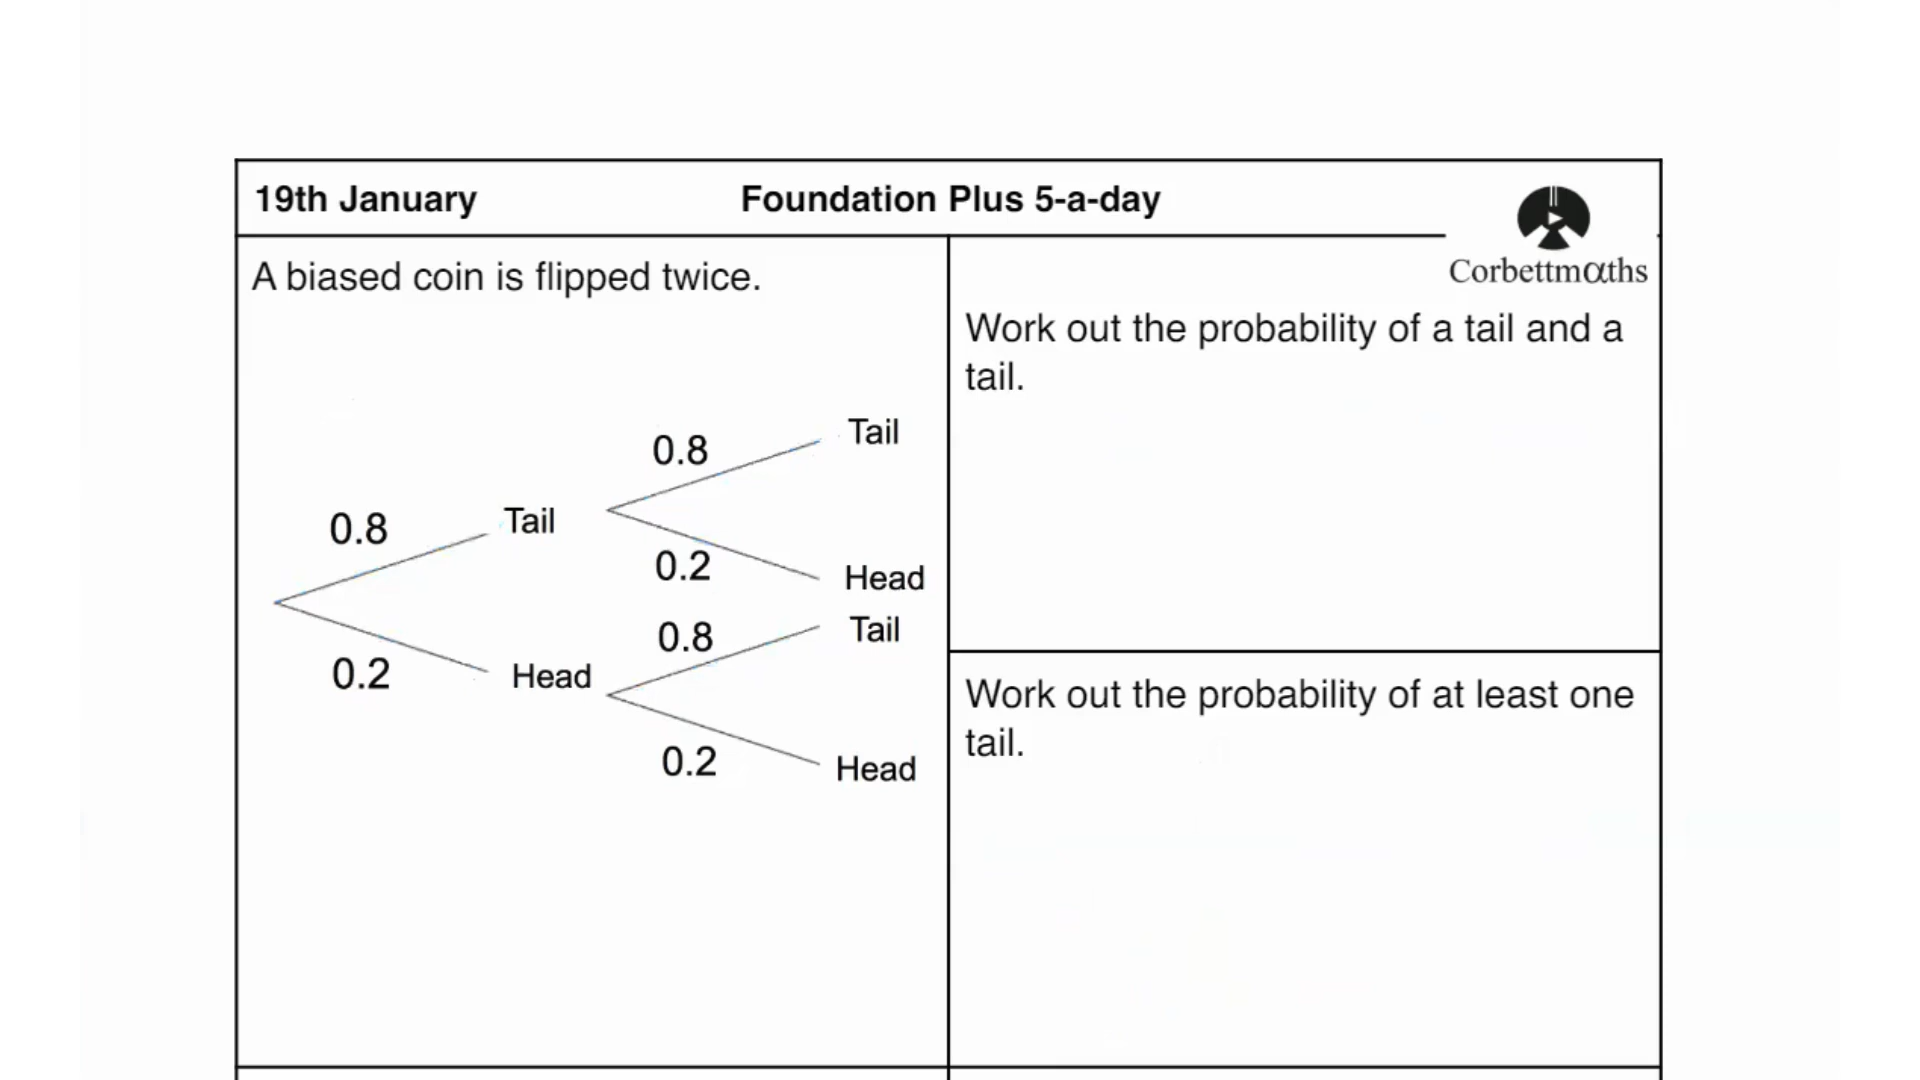 19th January
Foundation Plus 5-a-day
Corbettmαths
A biased coin is flipped twice.
0.8
Tail
0.2
Head
0.8
Tail
0.2
Head
0.8
Tail
0.2
Head
Work out the probability of a tail and a
tail.
Work out the probability of at least one
tail.